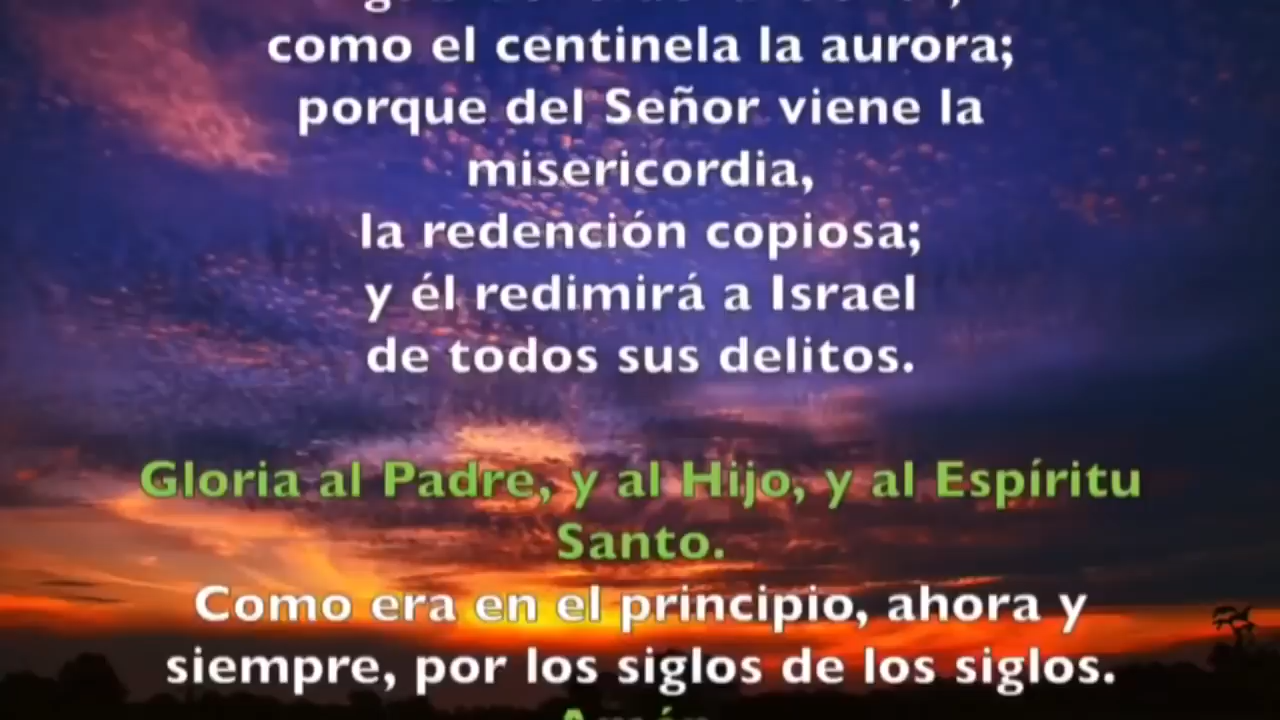 como el centinela la aurora;
porque del Señor viene la
misericordia,
la redención copiosa;
y él redimirá a Israel
de todos sus delitos.
Gloria al Padre, y al Hijo, y al Espíritu
Santo.
Como era en el principio, ahora y
siempre, por los siglos de los siglos.